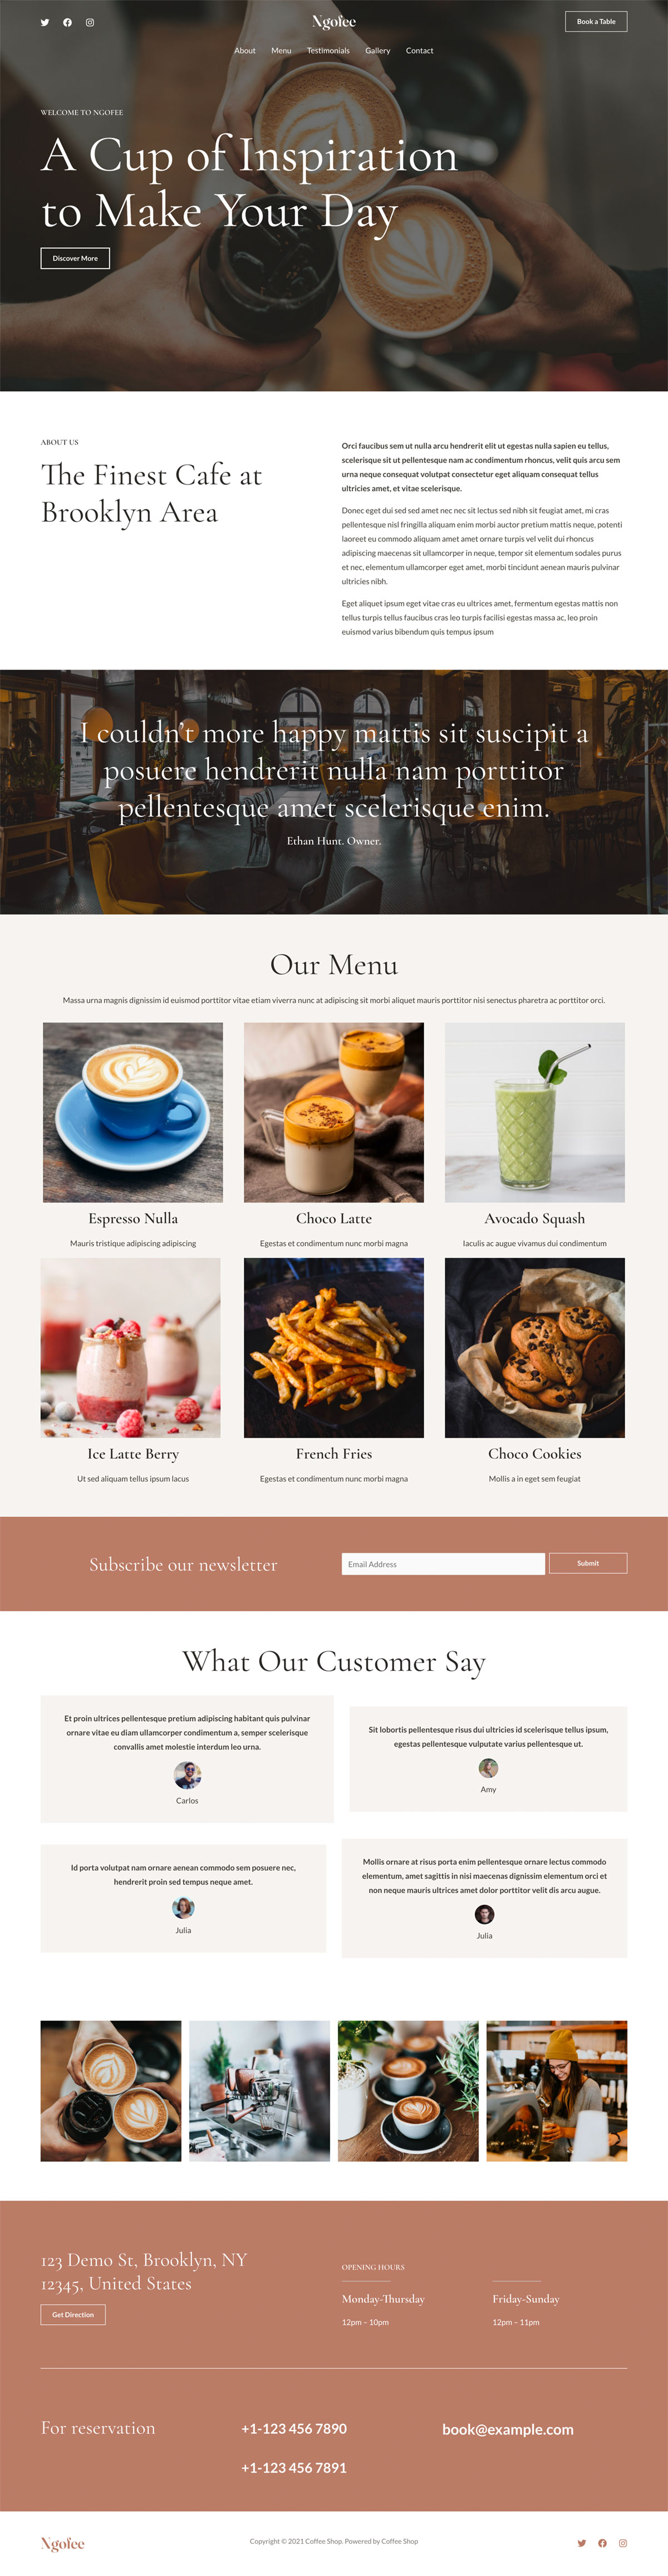 Ngofee
Book a Table
About Menu Testimonials Gallery Contact
WELCOME TO NGOFEE
A Cup of Inspiration
to Make Your Day
Discover More
ABOUT US
The Finest Cafe at
Brooklyn Area
Orci faucibus sem ut nulla arcu hendrerit elit ut egestas nulla sapien eu tellus,
scelerisque sit ut pellentesque nam ac condimentum rhoncus, velit quis arcu sem
urna neque consequat volutpat consectetur eget aliquam consequat tellus
ultricies amet, et vitae scelerisque.
Donec eget dui sed sed amet nec nec sit lectus sed nibh sit feugiat amet, mi cras
pellentesque nisl fringilla aliquam enim morbi auctor pretium mattis neque, potenti
laoreet eu commodo aliquam amet amet ornare turpis vel velit dui rhoncus
adipiscing maecenas sit ullamcorper in neque, tempor sit elementum sodales purus
et nec, elementum ullamcorper eget amet, morbi tincidunt aenean mauris pulvinar
ultricies nibh.
Eget aliquet ipsum eget vitae cras eu ultrices amet, fermentum egestas mattis non
tellus turpis tellus faucibus cras leo turpis facilisi egestas massa ac, leo proin
euismod varius bibendum quis tempus ipsum
I couldn't more happy mattis sit suscipit a
posuere hendrerit nulla nam porttitor
pellentesque amet scelerisque enim.
Ethan Hunt. Owner.
Our Menu
Massa urna magnis dignissim id euismod porttitor vitae etiam viverra nunc at adipiscing sit morbi aliquet mauris porttitor nisi senectus pharetra ac porttitor orci.
Espresso Nulla
Mauris tristique adipiscing adipiscing
Choco Latte
Egestas et condimentum nunc morbi magna
Avocado Squash
Iaculis ac augue vivamus dui condimentum
Ice Latte Berry
Ut sed aliquam tellus ipsum lacus
French Fries
Egestas et condimentum nunc morbi magna
Choco Cookies
Mollis a in eget sem feugiat
Subscribe our newsletter
Email Address
Submit
What Our Customer Say
Et proin ultrices pellentesque pretium adipiscing habitant quis pulvinar
ornare vitae eu diam ullamcorper condimentum a, semper scelerisque
convallis amet molestie interdum leo urna.
Carlos
Sit lobortis pellentesque risus dui ultricies id scelerisque tellus ipsum,
egestas pellentesque vulputate varius pellentesque ut.
Amy
Id porta volutpat nam ornare aenean commodo sem posuere nec,
hendrerit proin sed tempus neque amet.
Julia
Mollis ornare at risus porta enim pellentesque ornare lectus commodo
elementum, amet sagittis in nisi maecenas dignissim elementum orci et
non neque mauris ultrices amet dolor porttitor velit dis arcu augue.
Julia
123 Demo St, Brooklyn, NY
12345, United States
Get Direction
OPENING HOURS
Monday-Thursday
12pm – 10pm
Friday-Sunday
12pm – 11pm
For reservation
+1-123 456 7890
+1-123 456 7891
book@example.com
Ngofee
Copyright © 2021 Coffee Shop. Powered by Coffee Shop